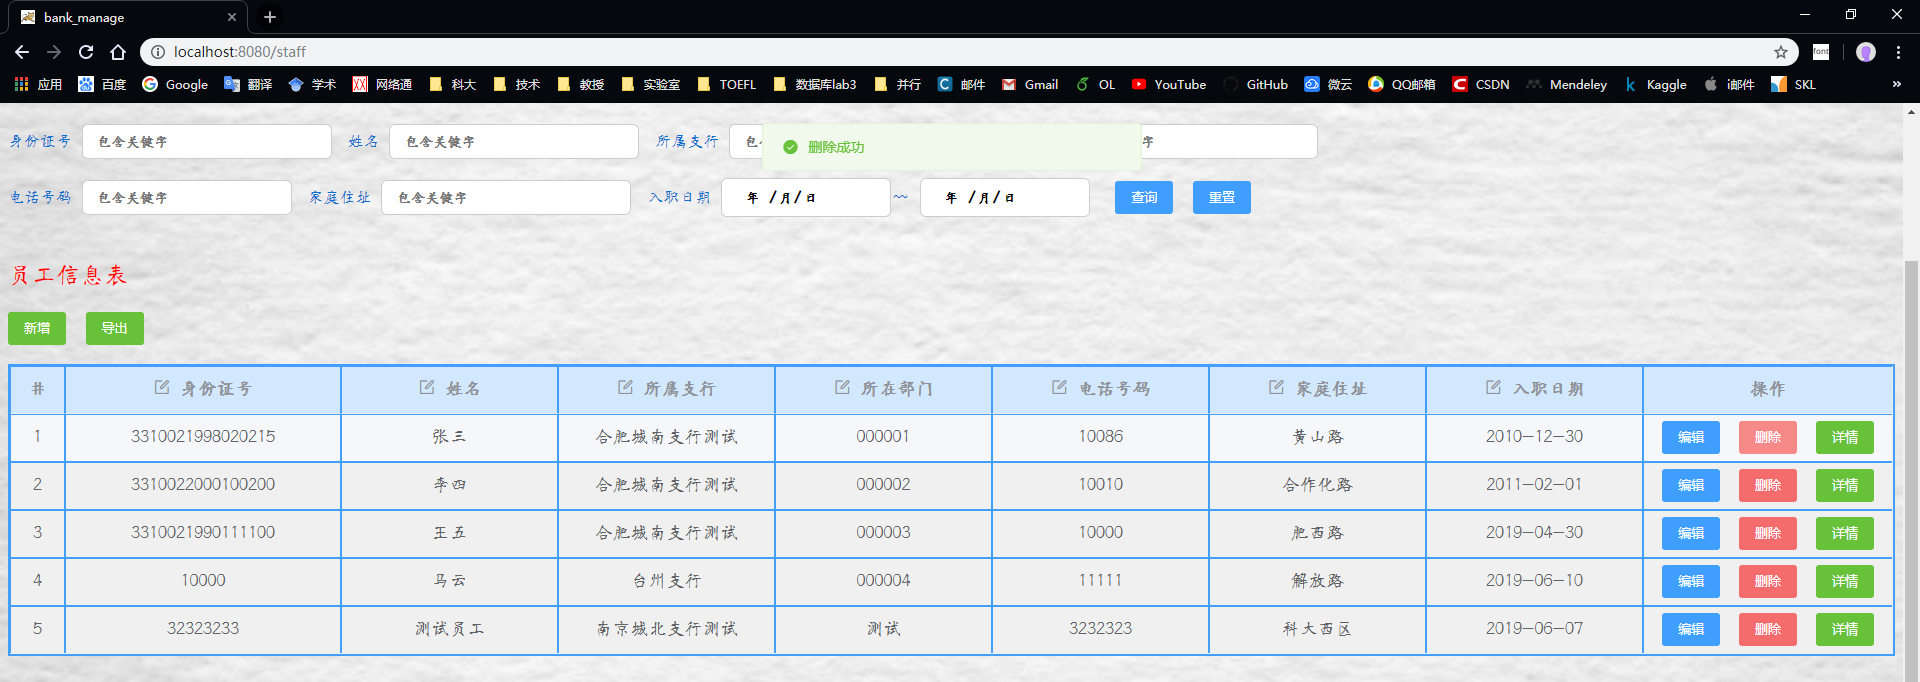 bank_manage
localhost:8080/staff
font
应用 百度 Google 翻译 学术 网络通 科大 技术 教授 实验室 TOEFL 数据库lab3 并行 邮件 Gmail OL YouTube GitHub 微云 QQ邮箱 CSDN Mendeley Kaggle i邮件 SKL »
身份证号 包含关键字 姓名 包含关键字 所属支行 包 删除成功 字
电话号码 包含关键字 家庭住址 包含关键字 入职日期 年 /月/日 ~~ 年 /月/日 查询 重置
员工信息表
新增 导出
# 身份证号 姓名 所属支行 所在部门 电话号码 家庭住址 入职日期 操作
1 3310021998020215 张三 合肥城南支行测试 000001 10086 黄山路 2010-12-30 编辑 删除 详情
2 3310022000100200 李四 合肥城南支行测试 000002 10010 合作化路 2011-02-01 编辑 删除 详情
3 3310021990111100 王五 合肥城南支行测试 000003 10000 肥西路 2019-04-30 编辑 删除 详情
4 10000 马云 台州支行 000004 11111 解放路 2019-06-10 编辑 删除 详情
5 32323233 测试员工 南京城北支行测试 测试 3232323 科大西区 2019-06-07 编辑 删除 详情